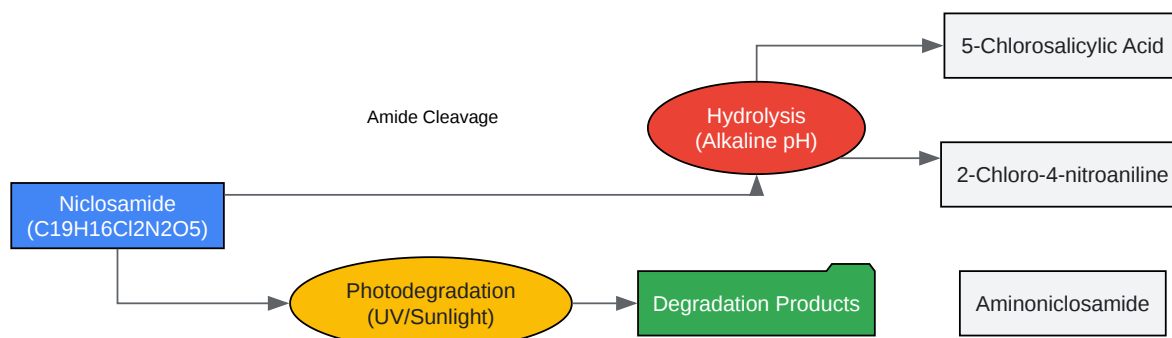 5-Chlorosalicylic Acid
Amide Cleavage
Hydrolysis
(Alkaline pH)
2-Chloro-4-nitroaniline
Niclosamide
(C19H16Cl2N2O5)
Photodegradation
(UV/Sunlight)
Degradation Products
Aminoniclosamide